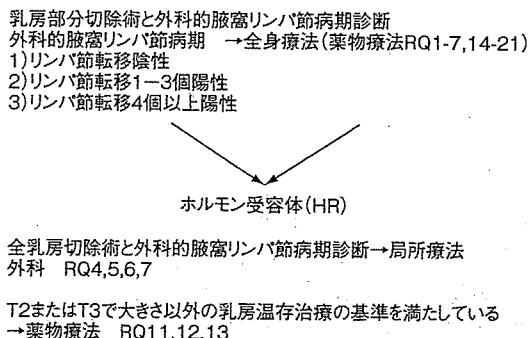 乳房部分切除術と外科的腋窩リンパ節病期診断
外科的腋窩リンパ節病期　→全身療法(薬物療法RQ1-7,14-21)
1)リンパ節転移陰性
2)リンパ節転移1−3個陽性
3)リンパ節転移4個以上陽性
ホルモン受容体(HR)
全乳房切除術と外科的腋窩リンパ節病期診断→局所療法
外科　RQ4,5,6,7
T2またはT3で大きさ以外の乳房温存治療の基準を満たしている
→薬物療法　RQ11,12,13